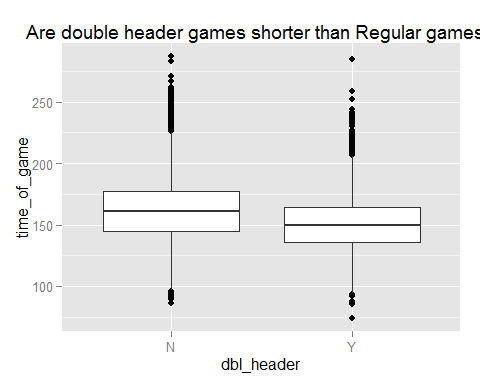 Are double header games shorter than Regular games
250
200
150
100
time_of_game
N
Y
dbl_header